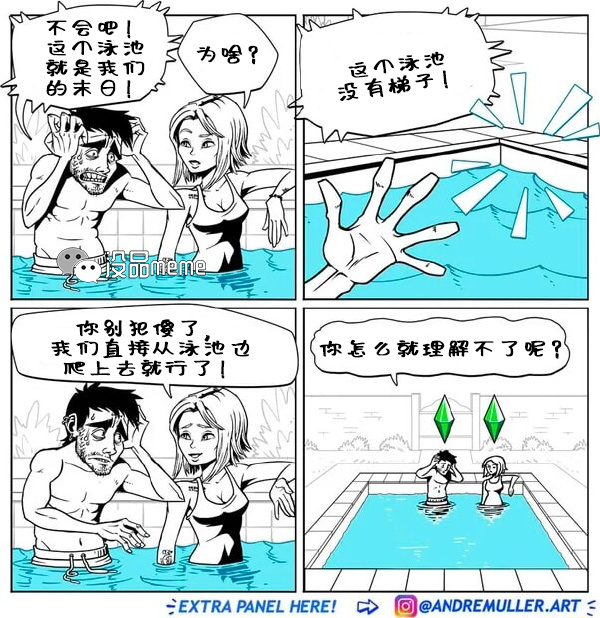 不会吧！
这个泳池
就是我们
的末日！
为啥？
这个泳池
没有梯子！
没品meme
你别犯傻了，
我们直接从泳池边
爬上去就行了！
你怎么就理解不了呢？
EXTRA PANEL HERE!
@ANDREMULLER.ART